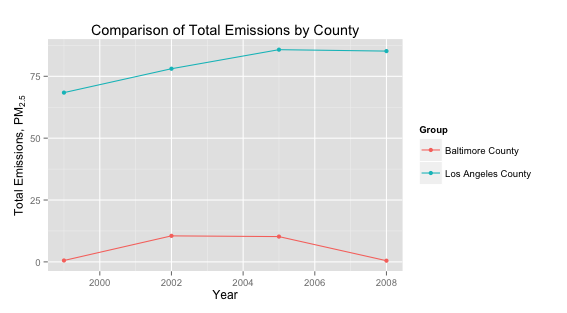 Comparison of Total Emissions by County
Total Emissions, PM2.5
75
50
25
0
2000 2002 2004 2006 2008
Year
Group
Baltimore County
Los Angeles County